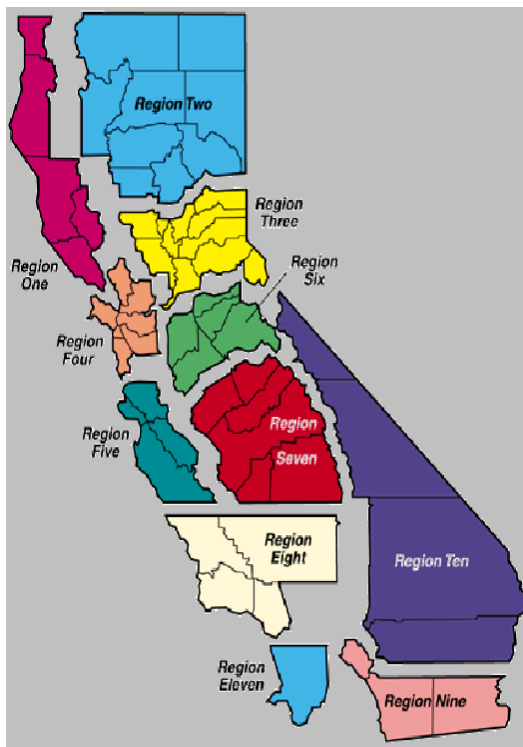 Region Two
Region
Three
Region
One
Region
Six
Region
Four
Region
Five
Region
Seven
Region
Eight
Region Ten
Region
Eleven
Region Nine